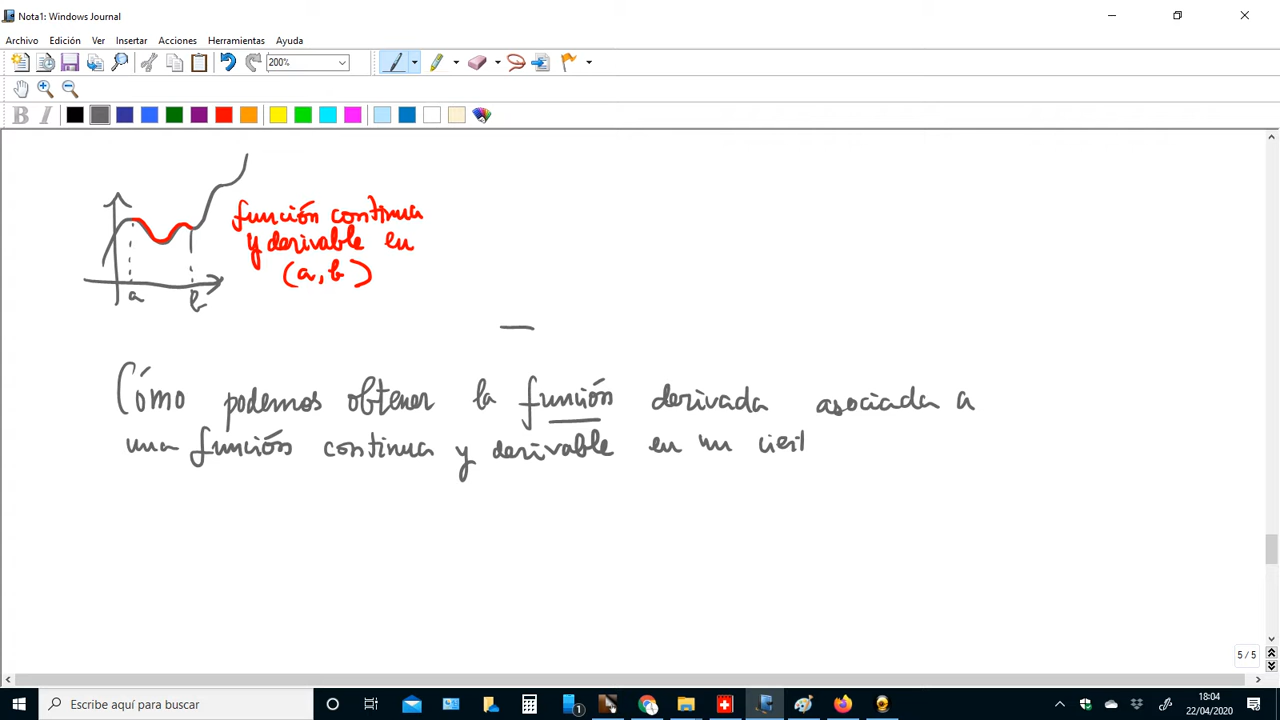 Nota1: Windows Journal
Archivo Edición Ver Insertar Acciones Herramientas Ayuda
200%
B I
función continua
y derivable en
(a, b)
a b
Cómo podemos obtener la función derivada asociada a
una función continua y derivable en un
5 / 5
Escribe aquí para buscar
1
18:04
22/04/2020